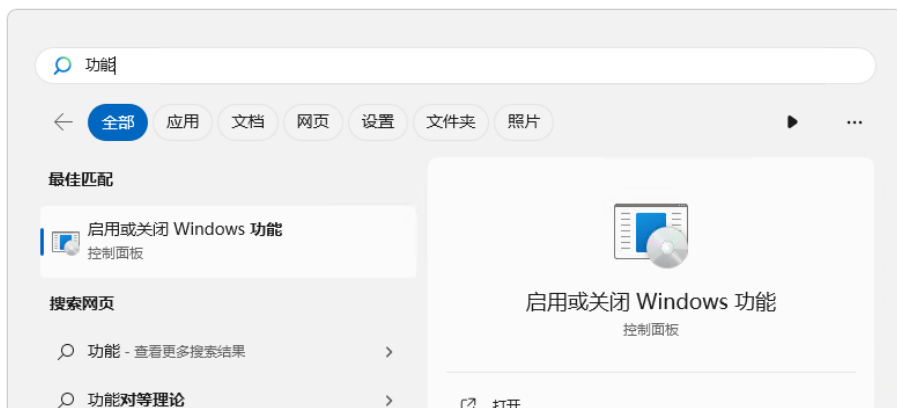 功能
全部 应用 文档 网页 设置 文件夹 照片 ...
最佳匹配
启用或关闭 Windows 功能
控制面板
搜索网页
功能 - 查看更多搜索结果
功能对等理论
启用或关闭 Windows 功能
控制面板
打开